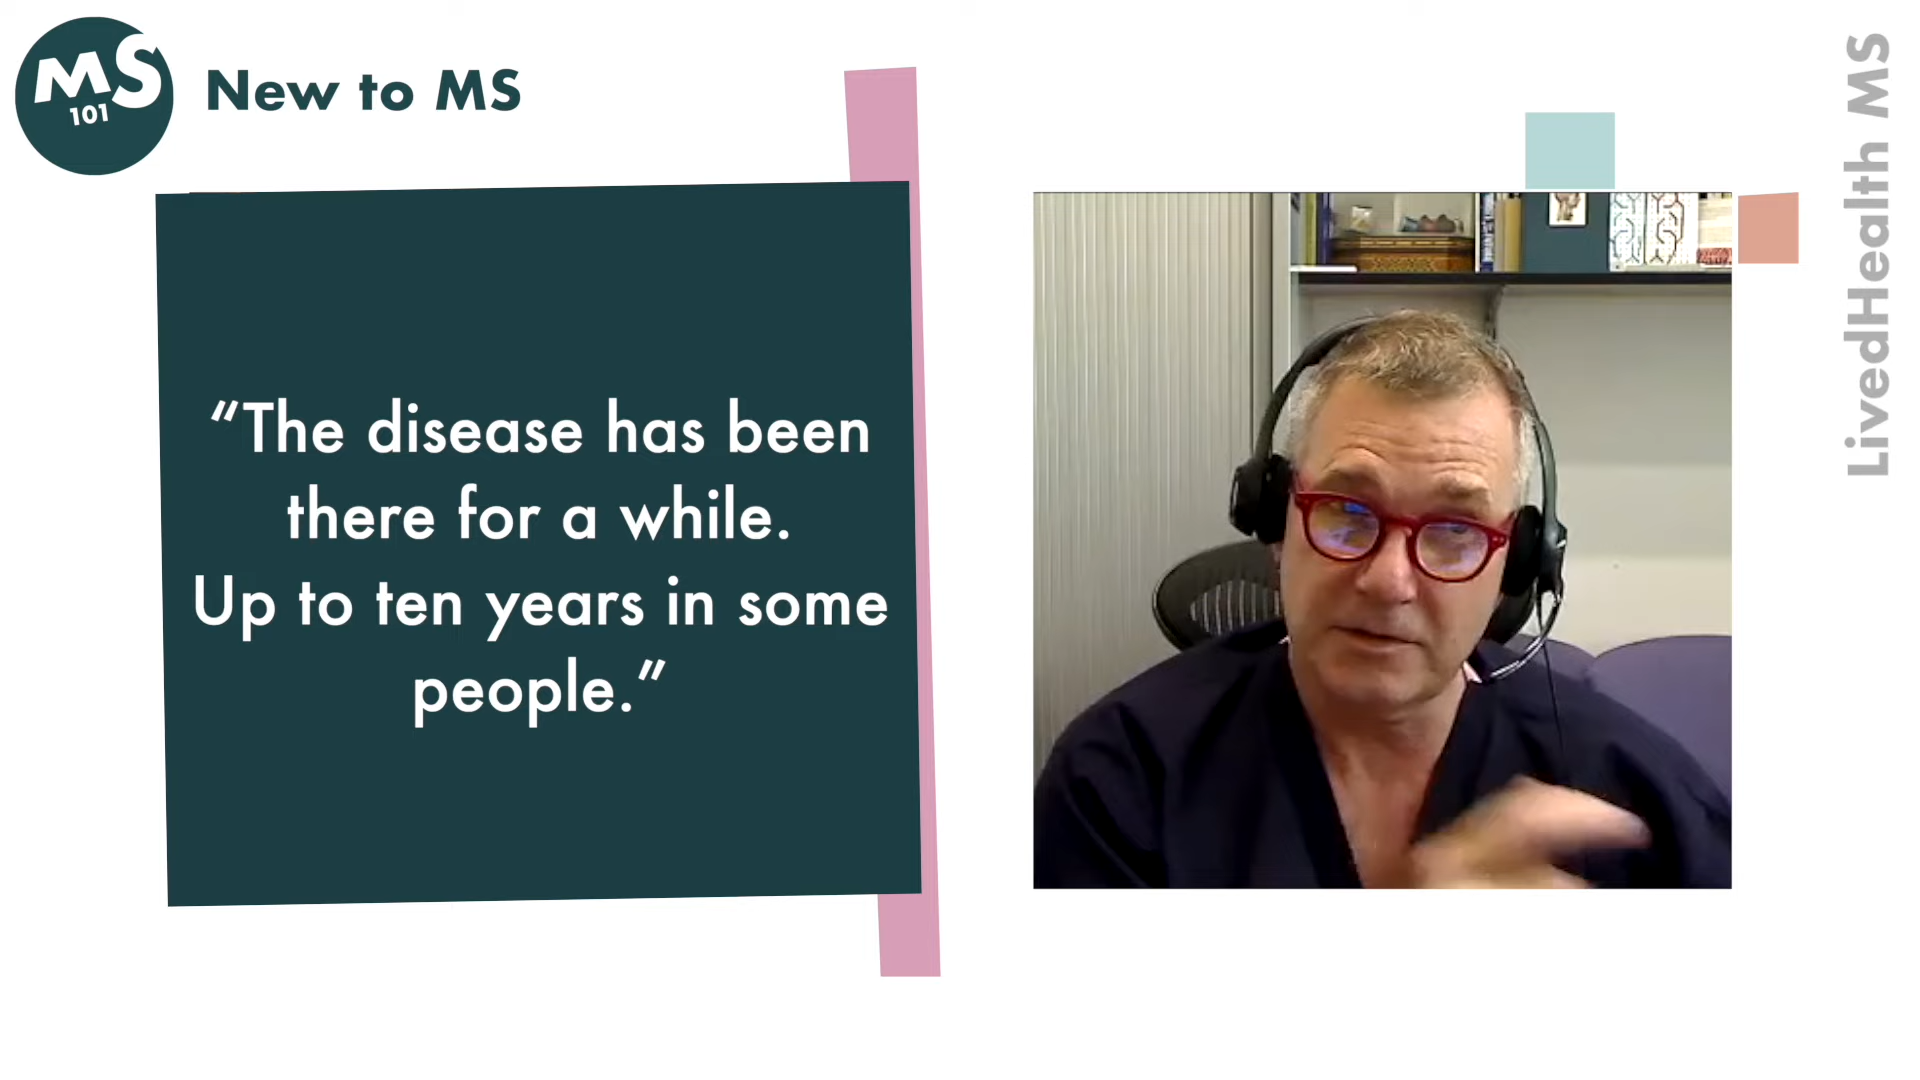 MS
101
New to MS
“The disease has been
there for a while.
Up to ten years in some
people.”
LivedHealth MS